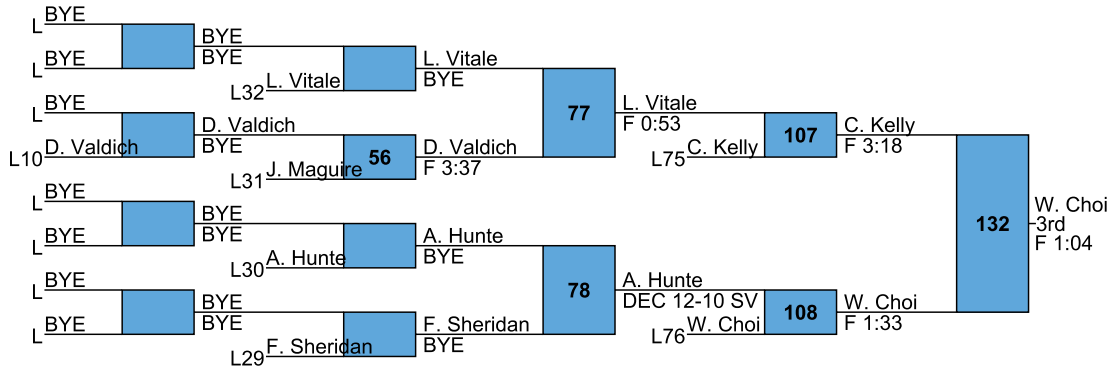 BYE
L
BYE
BYE
BYE
L
L. Vitale
L. Vitale
BYE
L32
BYE
L
77
L. Vitale
F 0:53
D. Valdich
BYE
D. Valdich
L10
107
C. Kelly
F 3:18
56
D. Valdich
F 3:37
C. Kelly
L75
J. Maguire
L31
BYE
L
BYE
BYE
W. Choi
3rd
F 1:04
132
BYE
L
A. Hunte
BYE
A. Hunte
L30
BYE
L
78
A. Hunte
DEC 12-10 SV
BYE
BYE
108
W. Choi
F 1:33
BYE
L
F. Sheridan
BYE
W. Choi
L76
F. Sheridan
L29